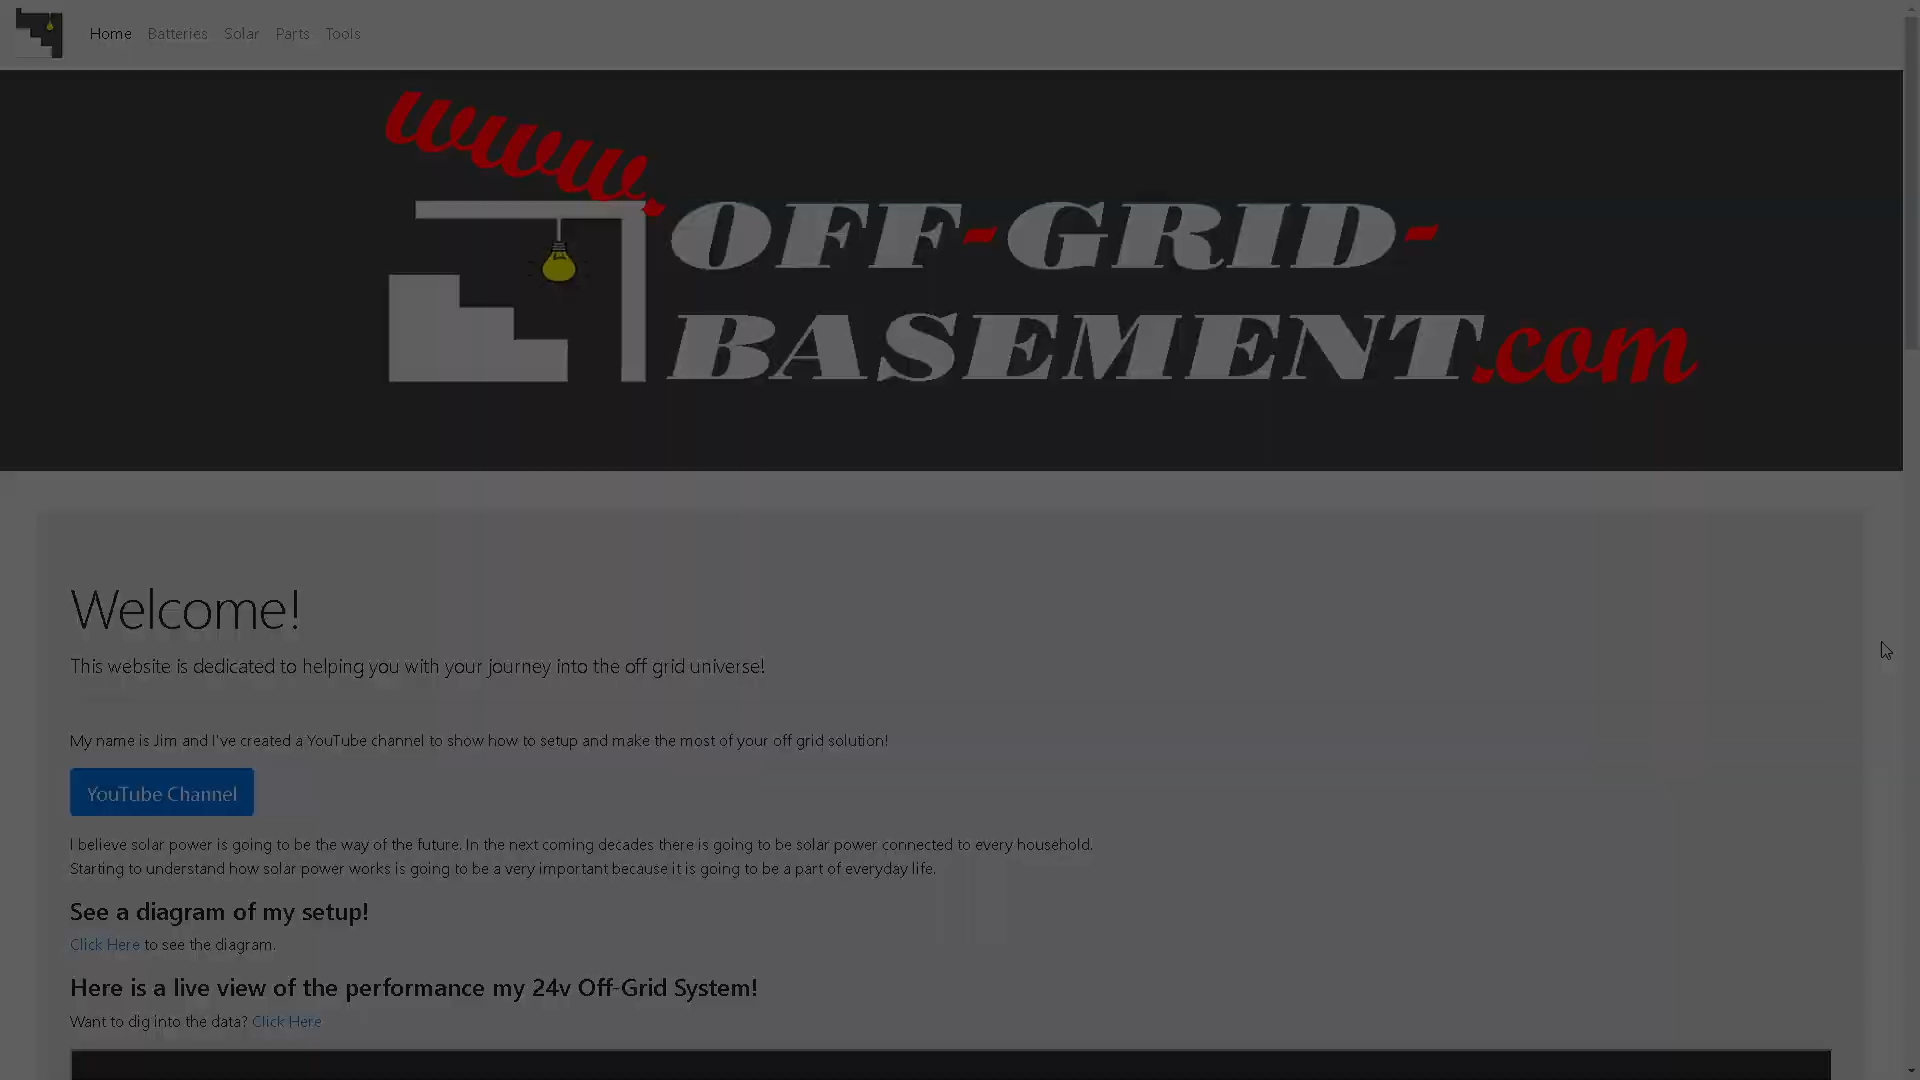 Home Batteries Solar Parts Tools
www.
OFF-GRID-
BASEMENT.com
Welcome!
This website is dedicated to helping you with your journey into the off grid universe!
My name is Jim and I've created a YouTube channel to show how to setup and make the most of your off grid solution!
YouTube Channel
I believe solar power is going to be the way of the future. In the next coming decades there is going to be solar power connected to every household.
Starting to understand how solar power works is going to be a very important because it is going to be a part of everyday life.
See a diagram of my setup!
Click Here to see the diagram.
Here is a live view of the performance my 24v Off-Grid System!
Want to dig into the data? Click Here